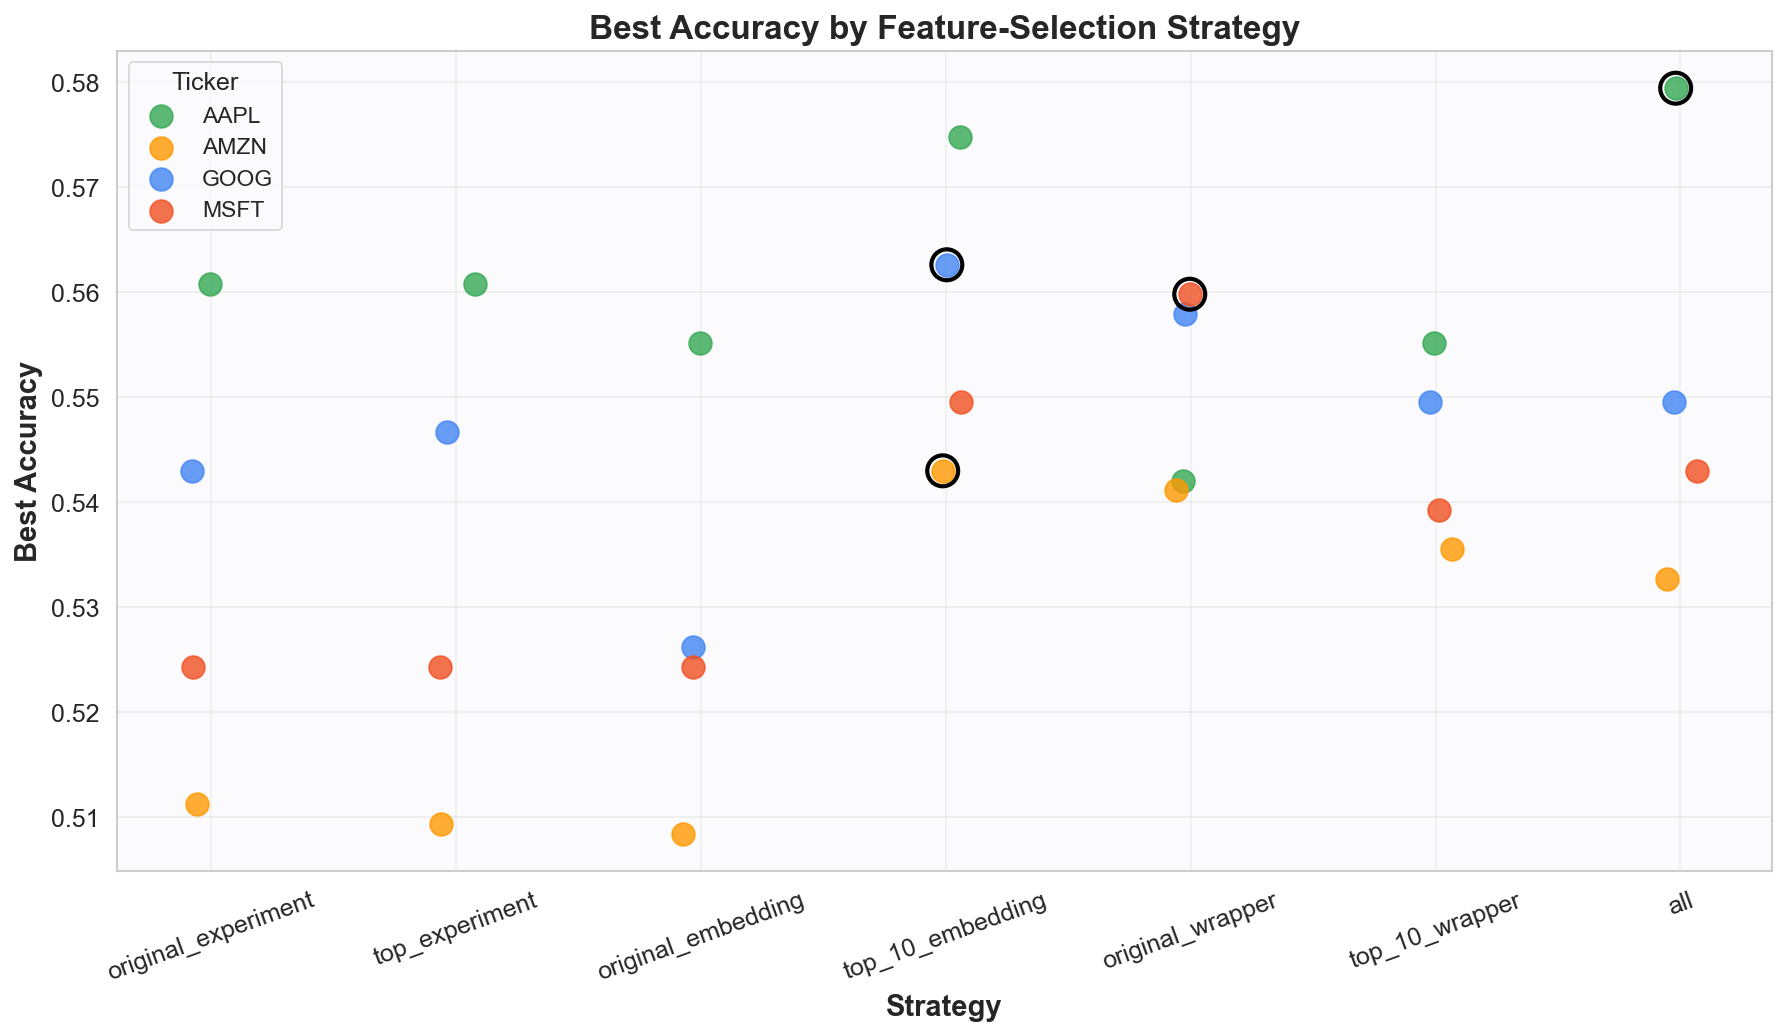 Best Accuracy by Feature-Selection Strategy
Ticker
AAPL
AMZN
GOOG
MSFT
Best Accuracy
0.58
0.57
0.56
0.55
0.54
0.53
0.52
0.51
original_experiment
top_experiment
original_embedding
top_10_embedding
original_wrapper
top_10_wrapper
all
Strategy